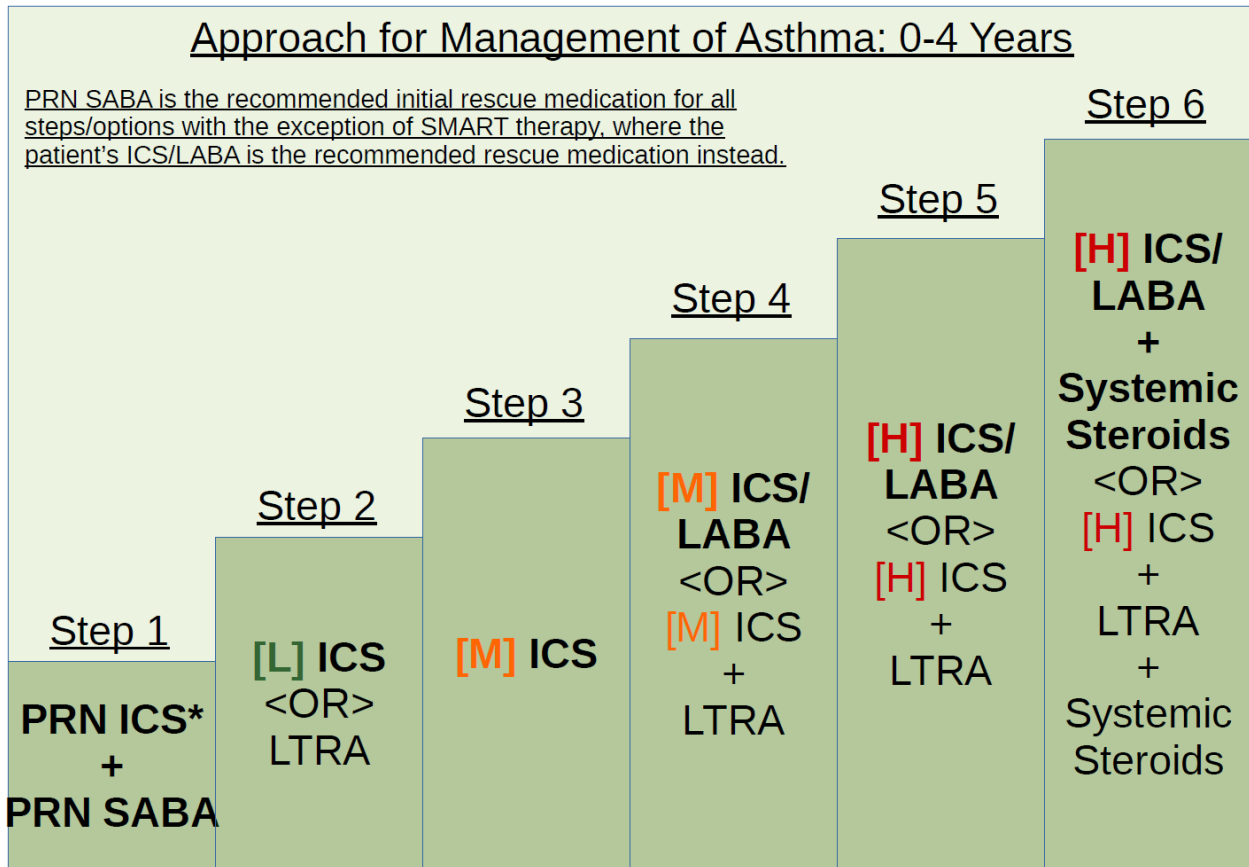 Approach for Management of Asthma: 0-4 Years
PRN SABA is the recommended initial rescue medication for all
steps/options with the exception of SMART therapy, where the
patient's ICS/LABA is the recommended rescue medication instead.
Step 1
PRN ICS*
+
PRN SABA
Step 2
[L] ICS
<OR>
LTRA
Step 3
[M] ICS
Step 4
[M] ICS/
LABA
<OR>
[M] ICS
+
LTRA
Step 5
[H] ICS/
LABA
<OR>
[H] ICS
+
LTRA
Step 6
[H] ICS/
LABA
+
Systemic
Steroids
<OR>
[H] ICS
+
LTRA
+
Systemic
Steroids